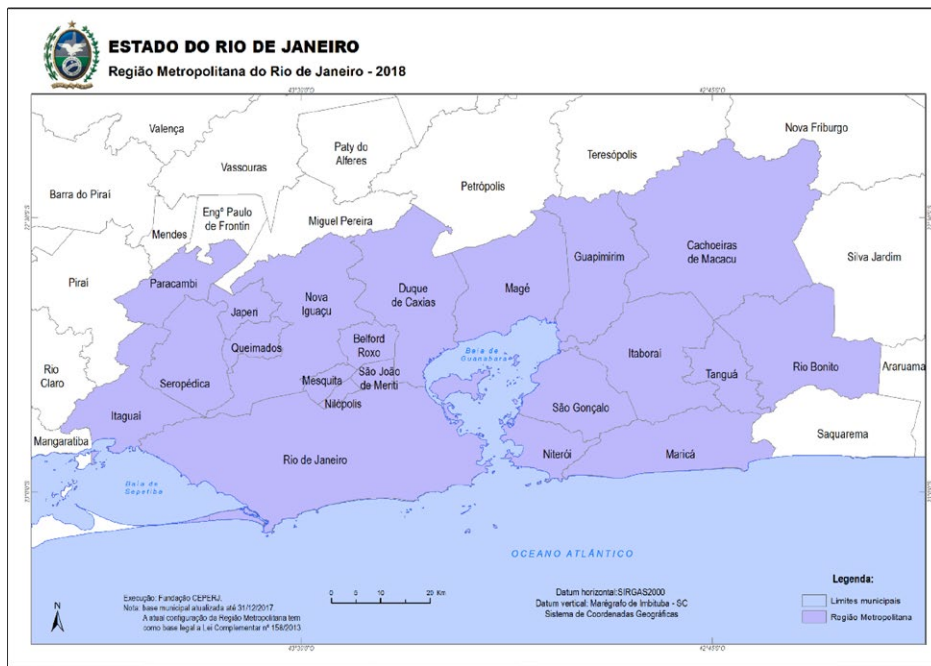 ESTADO DO RIO DE JANEIRO
Região Metropolitana do Rio de Janeiro - 2018
Valença
Vassouras
Paty do
Alferes
Petrópolis
Teresópolis
Nova Friburgo
Barra do Piraí
Mendes
Engº Paulo
de Frontin
Miguel Pereira
Piraí
Paracambi
Japeri
Nova
Iguaçu
Duque
de Caxias
Magé
Guapimirim
Cachoeiras
de Macacu
Silva Jardim
Rio
Claro
Seropédica
Queimados
Belford
Roxo
Mesquita
São João
de Meriti
Nilópolis
Baía de
Guanabara
Itaboraí
Tanguá
Rio Bonito
Araruama
Itaguaí
Mangaratiba
Rio de Janeiro
São Gonçalo
Niterói
Maricá
Saquarema
Baía de
Sepetiba
OCEANO ATLÂNTICO
Execução: Fundação CEPERJ.
Nota: base municipal atualizada até 31/12/2017.
A atual configuração da Região Metropolitana tem
como base legal a Lei Complementar nº 158/2013.
N
0 5 10 20 Km
Datum horizontal:SIRGAS2000
Datum vertical: Marégrafo de Imbituba - SC
Sistema de Coordenadas Geográficas
Legenda:
Limites municipais
Região Metropolitana